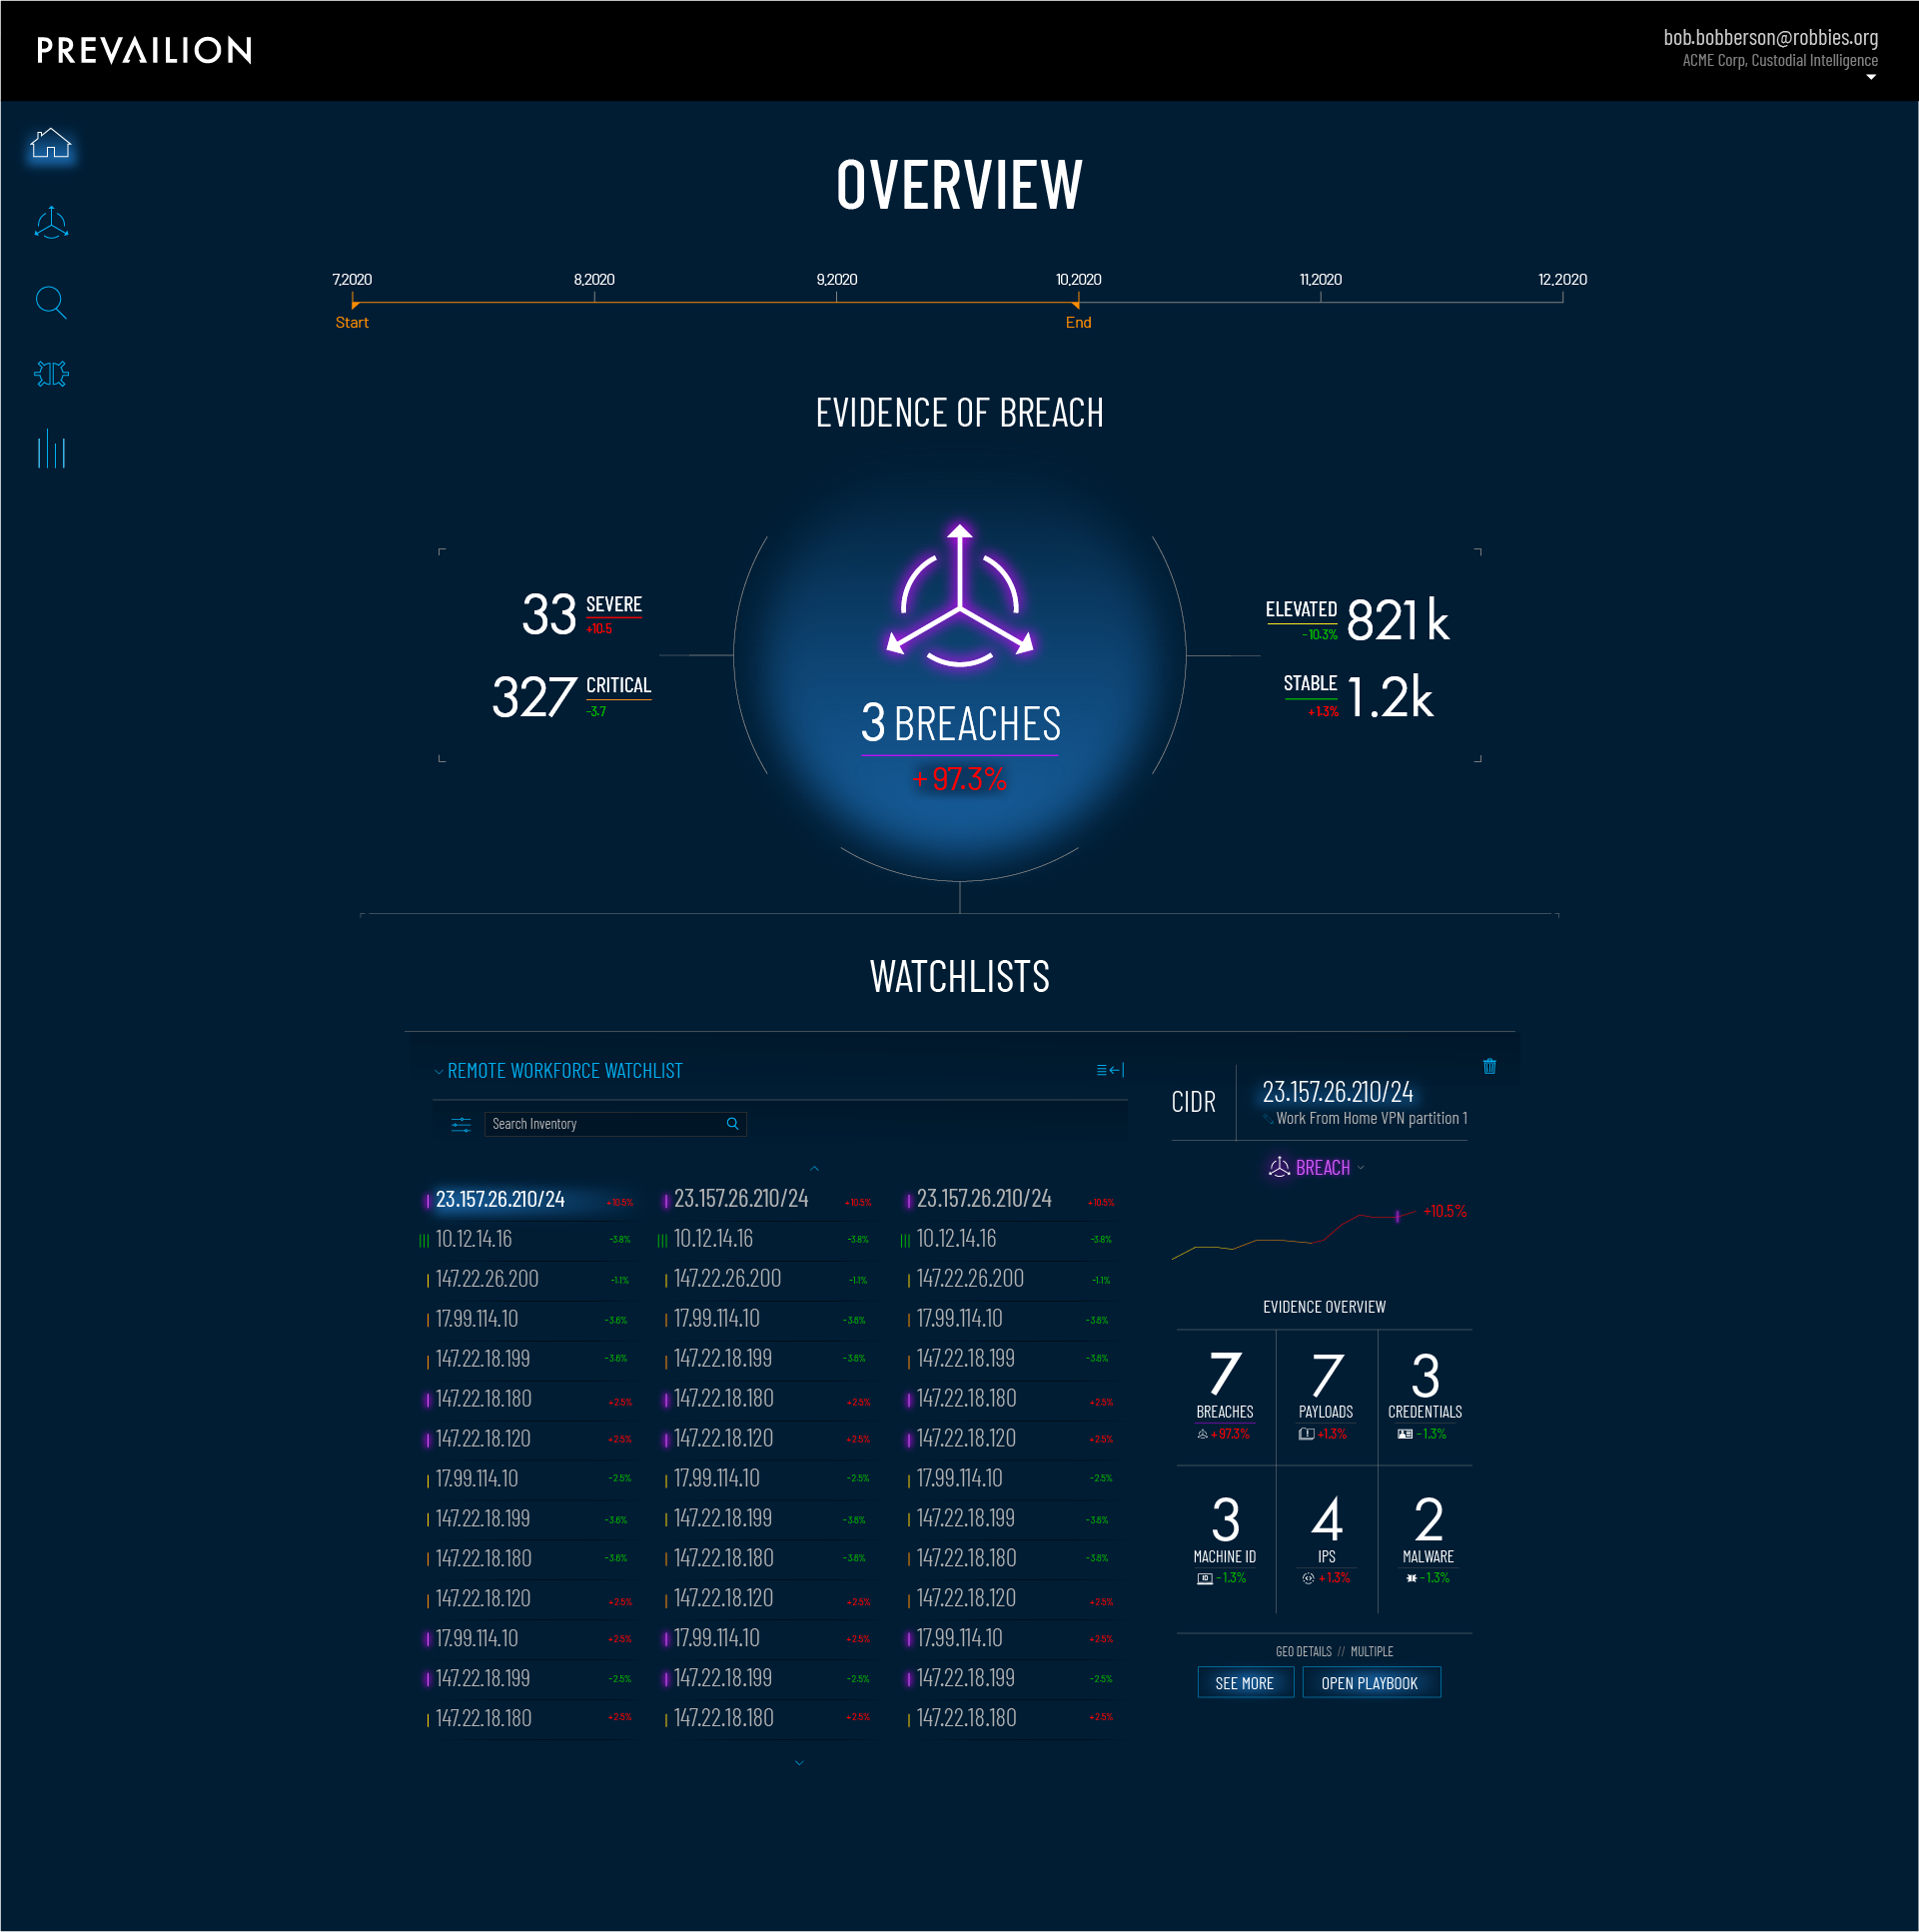 PREVAILION
bob.bobberson@robbies.org
ACME Corp, Custodial Intelligence
OVERVIEW
7.2020 8.2020 9.2020 10.2020 11.2020 12.2020
Start End
EVIDENCE OF BREACH
33 SEVERE
+10.5
327 CRITICAL
-3.7
3 BREACHES
+97.3%
ELEVATED 821k
-10.3%
STABLE 1.2k
+1.3%
WATCHLISTS
REMOTE WORKFORCE WATCHLIST
Search Inventory
23.157.26.210/24 +10.5% 23.157.26.210/24 +10.5% 23.157.26.210/24 +10.5%
10.12.14.16 -3.8% 10.12.14.16 -3.8% 10.12.14.16 -3.8%
147.22.26.200 -1.1% 147.22.26.200 -1.1% 147.22.26.200 -1.1%
17.99.114.10 -3.8% 17.99.114.10 -3.8% 17.99.114.10 -3.8%
147.22.18.199 -3.8% 147.22.18.199 -3.8% 147.22.18.199 -3.8%
147.22.18.180 +2.5% 147.22.18.180 +2.5% 147.22.18.180 +2.5%
147.22.18.120 +2.5% 147.22.18.120 +2.5% 147.22.18.120 +2.5%
17.99.114.10 -2.5% 17.99.114.10 -2.5% 17.99.114.10 -2.5%
147.22.18.199 -3.8% 147.22.18.199 -3.8% 147.22.18.199 -3.8%
147.22.18.180 -3.8% 147.22.18.180 -3.8% 147.22.18.180 -3.8%
147.22.18.120 +2.5% 147.22.18.120 +2.5% 147.22.18.120 +2.5%
17.99.114.10 +2.5% 17.99.114.10 +2.5% 17.99.114.10 +2.5%
147.22.18.199 -2.5% 147.22.18.199 -2.5% 147.22.18.199 -2.5%
147.22.18.180 +2.5% 147.22.18.180 +2.5% 147.22.18.180 +2.5%
CIDR
23.157.26.210/24
Work From Home VPN partition 1
BREACH
+10.5%
EVIDENCE OVERVIEW
7 7 3
BREACHES PAYLOADS CREDENTIALS
+97.3% +1.3% -1.3%
3 4 2
MACHINE ID IPS MALWARE
-1.3% +1.3% -1.3%
GEO DETAILS // MULTIPLE
SEE MORE OPEN PLAYBOOK